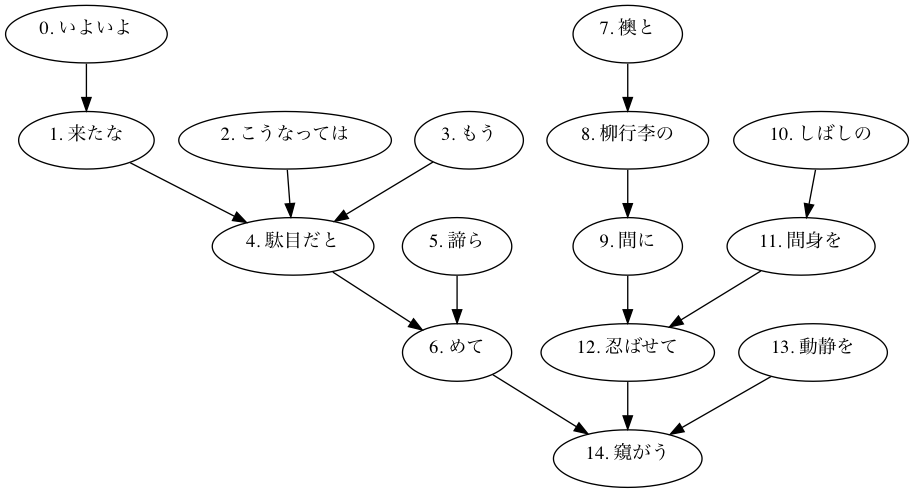 0. いよいよ
7. 襖と
1. 来たな
2. こうなっては
3. もう
8. 柳行李の
10. しばしの
4. 駄目だと
5. 諦ら
9. 間に
11. 間身を
6. めて
12. 忍ばせて
13. 動静を
14. 窺がう